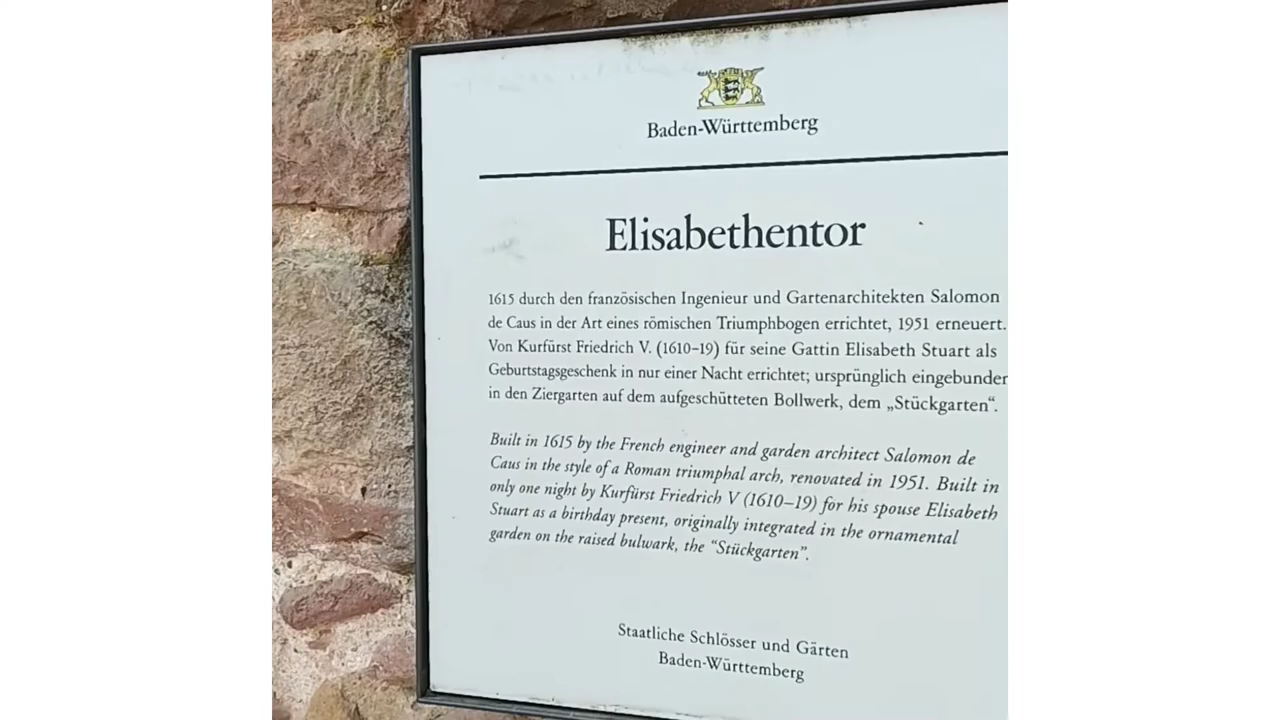 Baden-Württemberg
Elisabethentor
1615 durch den französischen Ingenieur und Gartenarchitekten Salomon
de Caus in der Art eines römischen Triumphbogen errichtet, 1951 erneuert.
Von Kurfürst Friedrich V. (1610–19) für seine Gattin Elisabeth Stuart als
Geburtstagsgeschenk in nur einer Nacht errichtet; ursprünglich eingebunden
in den Ziergarten auf dem aufgeschütteten Bollwerk, dem „Stückgarten“.
Built in 1615 by the French engineer and garden architect Salomon de
Caus in the style of a Roman triumphal arch, renovated in 1951. Built in
only one night by Kurfürst Friedrich V (1610–19) for his spouse Elisabeth
Stuart as a birthday present, originally integrated in the ornamental
garden on the raised bulwark, the “Stückgarten”.
Staatliche Schlösser und Gärten
Baden-Württemberg